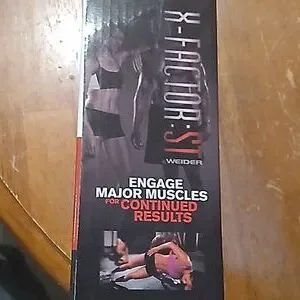 X-FACTOR:ST
WEIDER
ENGAGE
MAJOR MUSCLES
FOR CONTINUED
RESULTS